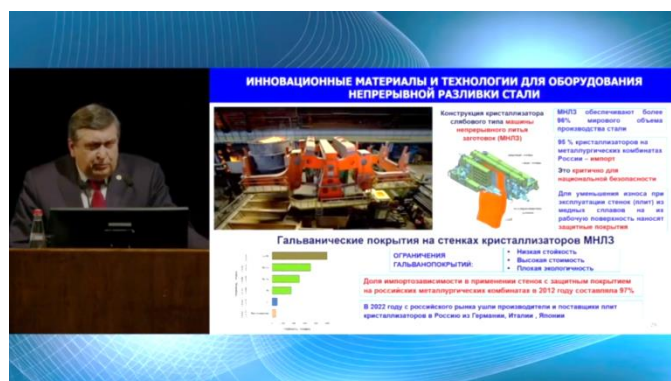 ИННОВАЦИОННЫЕ МАТЕРИАЛЫ И ТЕХНОЛОГИИ ДЛЯ ОБОРУДОВАНИЯ
НЕПРЕРЫВНОЙ РАЗЛИВКИ СТАЛИ
Конструкция кристаллизатора
слябового типа машины
непрерывного литья
заготовок (МНЛЗ)
МНЛЗ обеспечивают более
96% мирового объема
производства стали
95 % кристаллизаторов на
металлургических комбинатах
России – импорт
Это критично для
национальной безопасности
Для уменьшения износа при
эксплуатации стенок (плит) из
медных сплавов на их
рабочую поверхность наносят
защитные покрытия
Гальванические покрытия на стенках кристаллизаторов МНЛЗ
ОГРАНИЧЕНИЯ
ГАЛЬВАНОПОКРЫТИЙ:
• Низкая стойкость
• Высокая стоимость
• Плохая экологичность
Доля импортозависимости в применении стенок с защитным покрытием
на российских металлургических комбинатах в 2012 году составляла 97%
В 2022 году с российского рынка ушли производители и поставщики плит
кристаллизаторов в Россию из Германии, Италии , Японии